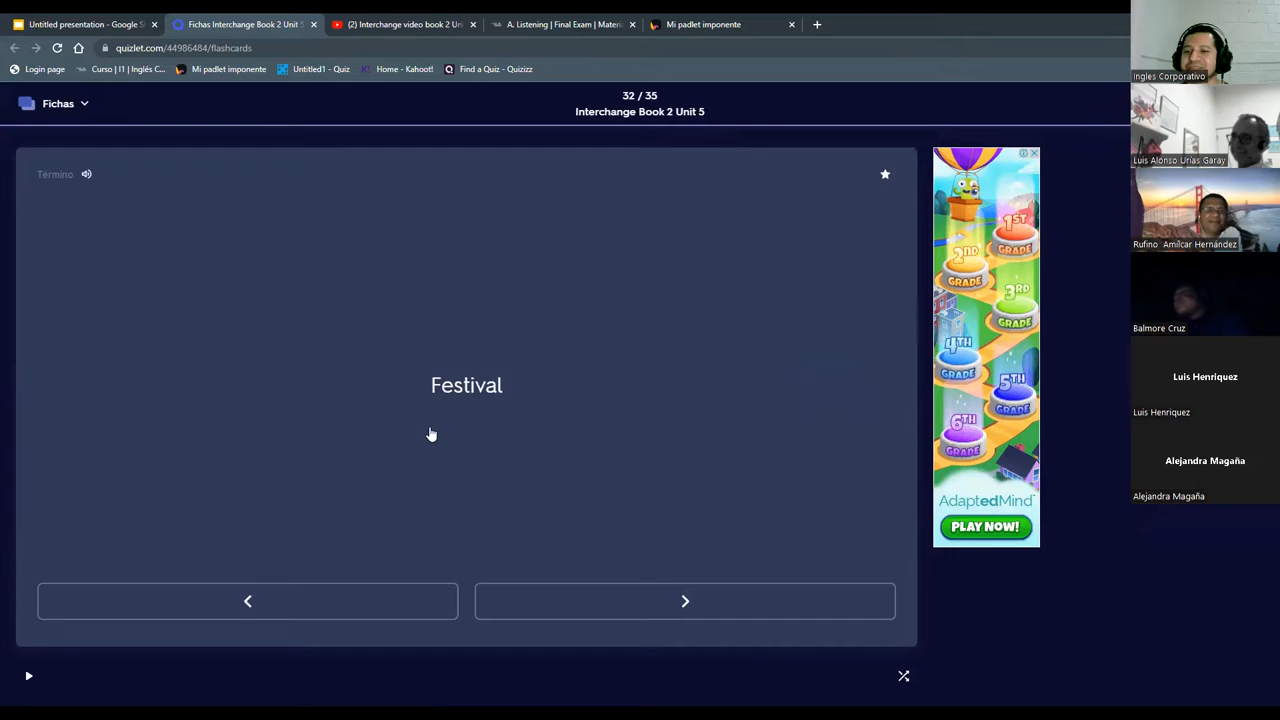 Untitled presentation - Google S
Fichas Interchange Book 2 Unit 5
(2) Interchange video book 2 Un
A. Listening | Final Exam | Materi
Mi padlet imponente
quizlet.com/44986484/flashcards
Login page
Curso | I1 | Inglés C...
Mi padlet imponente
Untitled1 - Quiz
Home - Kahoot!
Find a Quiz - Quizizz
Fichas
32 / 35
Interchange Book 2 Unit 5
Término
Festival
1ST
GRADE
2ND
GRADE
3RD
GRADE
4TH
GRADE
5TH
GRADE
6TH
GRADE
AdaptedMind
PLAY NOW!
Ingles Corporativo
Luis Alonso Urías Garay
Rufino Amílcar Hernández
Balmore Cruz
Luis Henriquez
Luis Henriquez
Alejandra Magaña
Alejandra Magaña